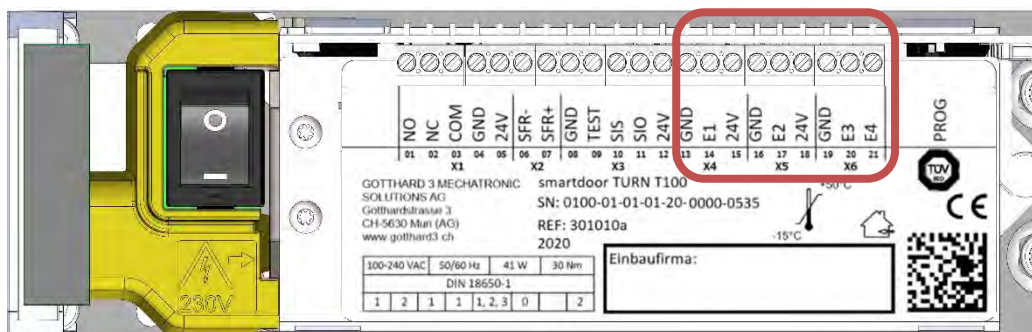 NO NC COM GND 24V SFR- SFR+ GND TEST SIS SIO 24V GND E1 24V GND E2 24V GND E3 E4
01 02 03 04 05 06 07 08 09 10 11 12 13 14 15 16 17 18 19 20 21
X1 X2 X3 X4 X5 X6
PROG
GOTTHARD 3 MECHATRONIC
SOLUTIONS AG
Gotthardstrasse 3
CH-5630 Muri (AG)
www.gotthard3.ch
smartdoor TURN T100
SN: 0100-01-01-01-20-0000-0535
REF: 301010a
2020
+50°C
-15°C
TÜV
CE
100-240 VAC 50/60 Hz 41 W 30 Nm
DIN 18650-1
1 2 1 1 1, 2, 3 0 2
Einbaufirma:
230V